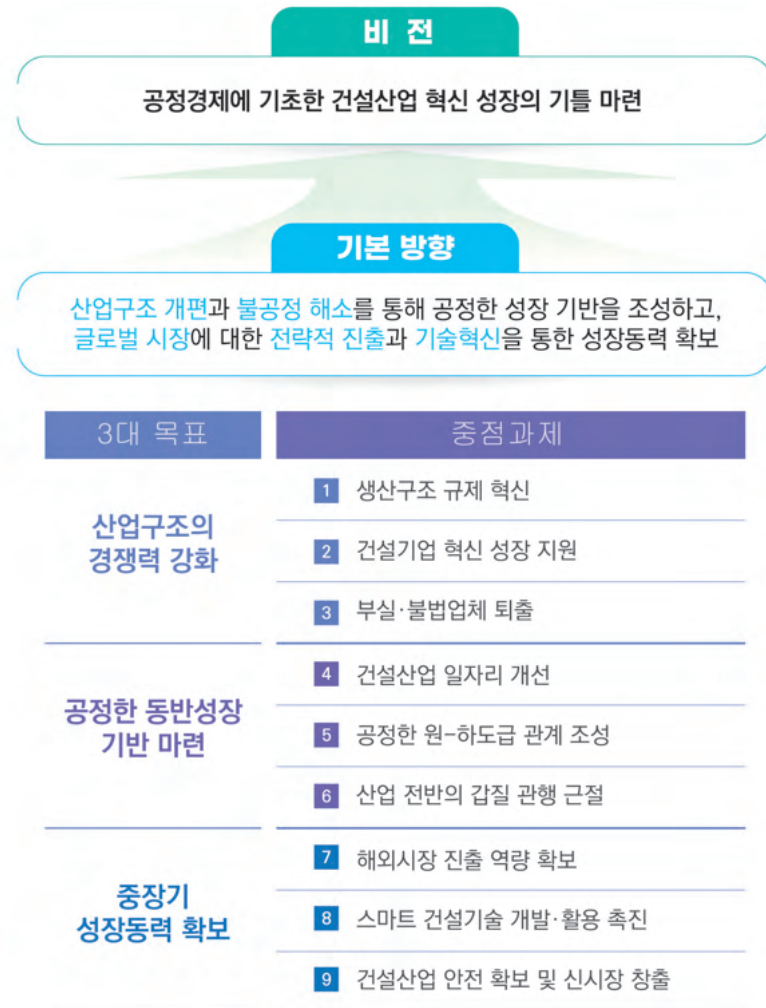 비 전
공정경제에 기초한 건설산업 혁신 성장의 기틀 마련
기본 방향
산업구조 개편과 불공정 해소를 통해 공정한 성장 기반을 조성하고,
글로벌 시장에 대한 전략적 진출과 기술혁신을 통한 성장동력 확보
3대 목표
중점과제
산업구조의
경쟁력 강화
1 생산구조 규제 혁신
2 건설기업 혁신 성장 지원
3 부실·불법업체 퇴출
공정한 동반성장
기반 마련
4 건설산업 일자리 개선
5 공정한 원-하도급 관계 조성
6 산업 전반의 갑질 관행 근절
중장기
성장동력 확보
7 해외시장 진출 역량 확보
8 스마트 건설기술 개발·활용 촉진
9 건설산업 안전 확보 및 신시장 창출